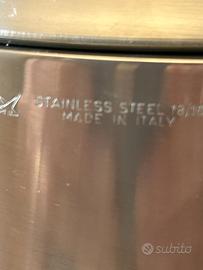 STAINLESS STEEL 18/10
MADE IN ITALY
subito